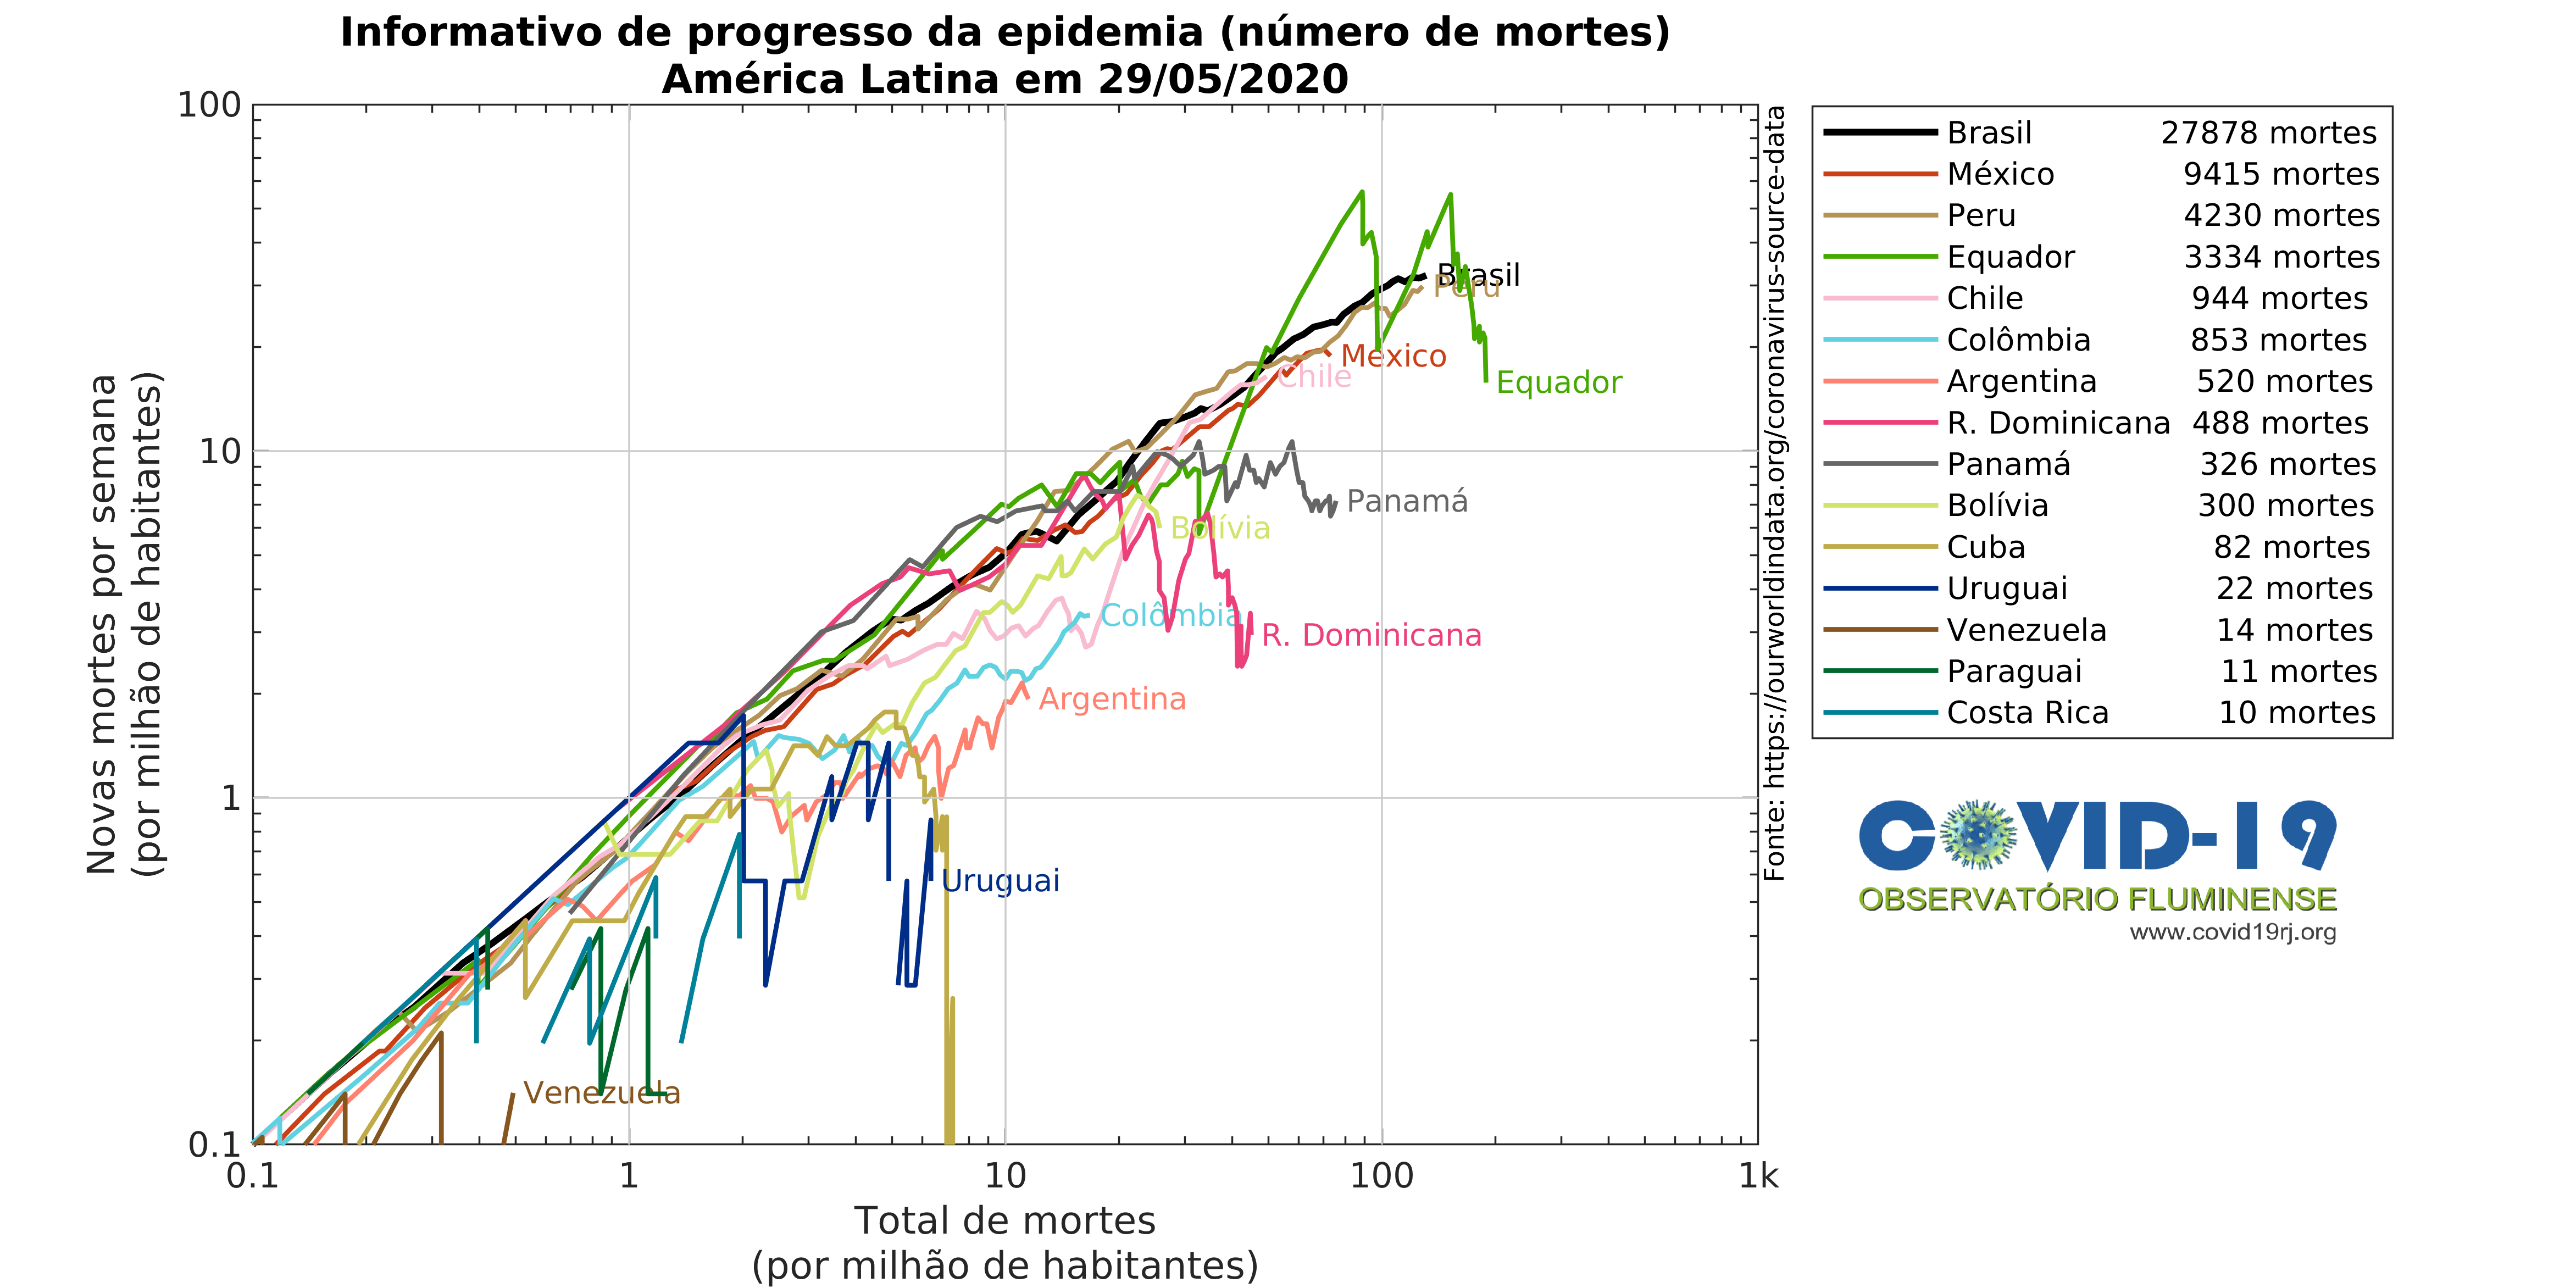 Informativo de progresso da epidemia (número de mortes)
América Latina em 29/05/2020
Novas mortes por semana
(por milhão de habitantes)
100
10
1
0.1
0.1
1
10
100
1k
Total de mortes
(por milhão de habitantes)
Brasil
Peru
México
Chile
Equador
Panamá
Bolívia
Colômbia
R. Dominicana
Argentina
Uruguai
Venezuela
Fonte: https://ourworldindata.org/coronavirus-source-data
Brasil 27878 mortes
México 9415 mortes
Peru 4230 mortes
Equador 3334 mortes
Chile 944 mortes
Colômbia 853 mortes
Argentina 520 mortes
R. Dominicana 488 mortes
Panamá 326 mortes
Bolívia 300 mortes
Cuba 82 mortes
Uruguai 22 mortes
Venezuela 14 mortes
Paraguai 11 mortes
Costa Rica 10 mortes
COVID-19
OBSERVATÓRIO FLUMINENSE
www.covid19rj.org